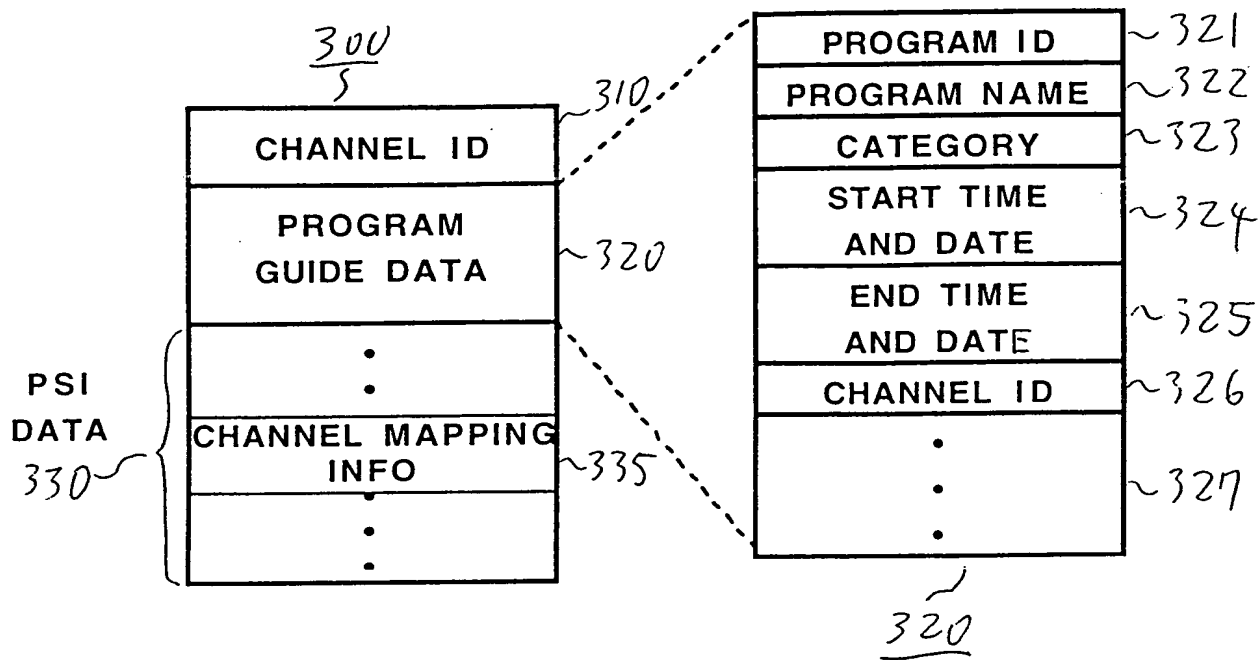 300
310
CHANNEL ID
PROGRAM
GUIDE DATA
320
PSI
DATA
330
CHANNEL MAPPING
INFO
335
PROGRAM ID
321
PROGRAM NAME
322
CATEGORY
323
START TIME
AND DATE
324
END TIME
AND DATE
325
CHANNEL ID
326
327
320